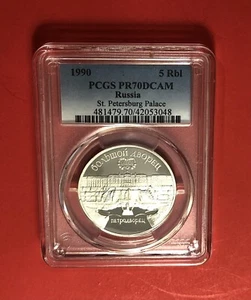 1990 5 Rbl
PCGS PR70DCAM
Russia
St. Petersburg Palace
481479.70/42053048
БОЛЬШОЙ ДВОРЕЦ
ПЕТРОДВОРЕЦ